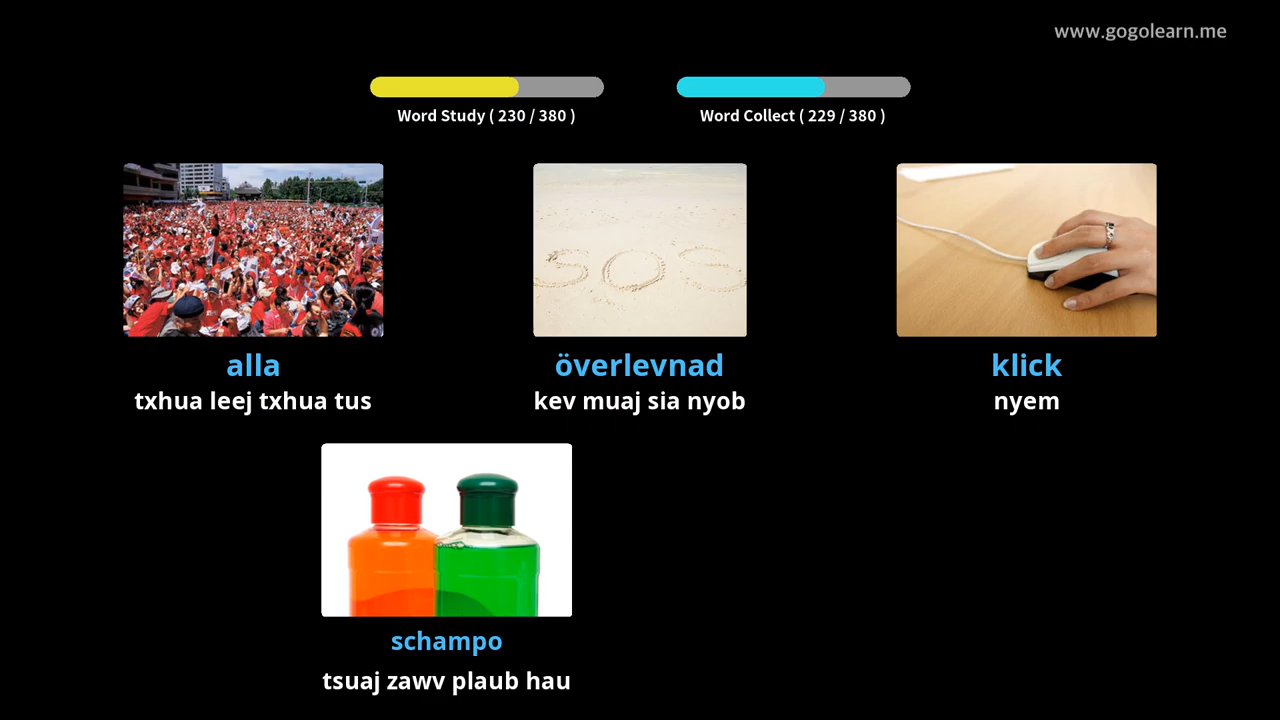 www.gogolearn.me
Word Study ( 230 / 380 )
Word Collect ( 229 / 380 )
SOS
alla
överlevnad
klick
txhua leej txhua tus
kev muaj sia nyob
nyem
schampo
tsuaj zawv plaub hau